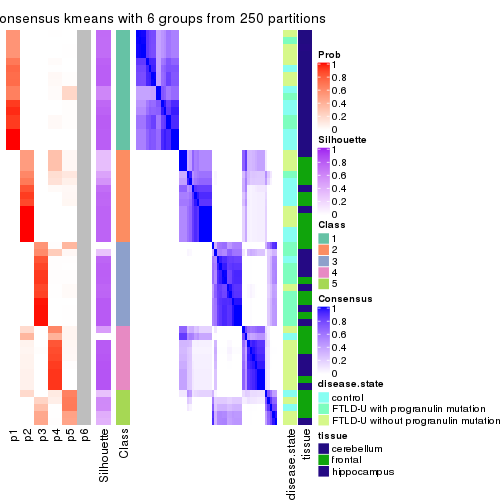 onsensus kmeans with 6 groups from 250 partitions
Prob
1
0.8
0.6
0.4
0.2
0
Silhouette
1
0.8
0.6
0.4
0.2
0
Class
1
2
3
4
5
Consensus
1
0.8
0.6
0.4
0.2
0
disease.state
control
FTLD-U with progranulin mutation
FTLD-U without progranulin mutation
tissue
cerebellum
frontal
hippocampus
p1
p2
p3
p4
p5
p6
Silhouette
Class
disease.state
tissue